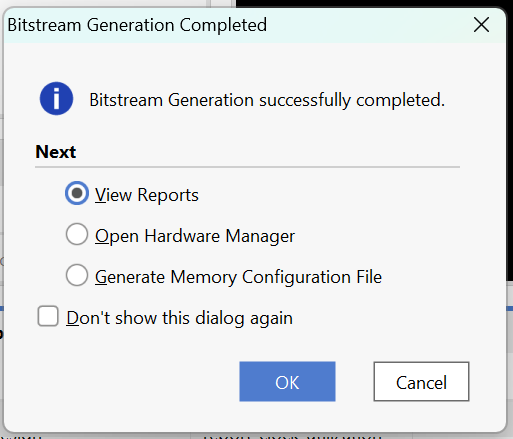 Bitstream Generation Completed
Bitstream Generation successfully completed.
Next
View Reports
Open Hardware Manager
Generate Memory Configuration File
Don't show this dialog again
OK
Cancel